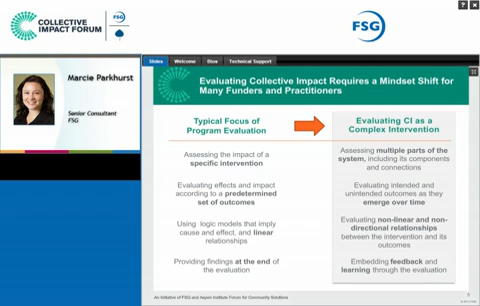 COLLECTIVE
IMPACT FORUM
FSG
FSG
Marcie Parkhurst
Senior Consultant
FSG
Slides
Welcome
Bios
Technical Support
Evaluating Collective Impact Requires a Mindset Shift for
Many Funders and Practitioners
Typical Focus of
Program Evaluation
Assessing the impact of a
specific intervention
Evaluating effects and impact
according to a predetermined
set of outcomes
Using logic models that imply
cause and effect, and linear
relationships
Providing findings at the end of
the evaluation
Evaluating CI as a
Complex Intervention
Assessing multiple parts of the
system, including its components
and connections
Evaluating intended and
unintended outcomes as they
emerge over time
Evaluating non-linear and non-
directional relationships
between the intervention and its
outcomes
Embedding feedback and
learning through the evaluation
An Initiative of FSG and Aspen Institute Forum for Community Solutions